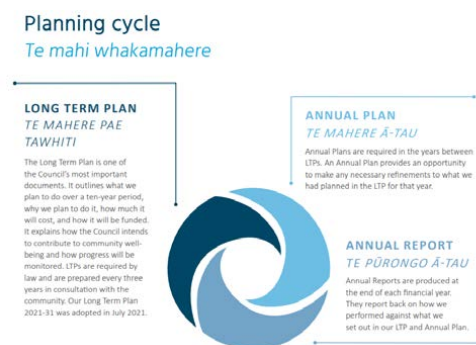 Planning cycle
Te mahi whakamahere
LONG TERM PLAN
TE MAHERE PAE
TAWHITI
The Long Term Plan is one of
the Council's most important
documents. It outlines what we
plan to do over a ten-year period,
why we plan to do it, how much it
will cost, and how it will be funded.
It explains how the Council intends
to contribute to community well-
being and how progress will be
monitored. LTPs are required by
law and are prepared every three
years in consultation with the
community. Our Long Term Plan
2021-31 was adopted in July 2021.
ANNUAL PLAN
TE MAHERE Ā-TAU
Annual Plans are required in the years between
LTPs. An Annual Plan provides an opportunity
to make any necessary refinements to what we
had planned in the LTP for that year.
ANNUAL REPORT
TE PŪRONGO Ā-TAU
Annual Reports are produced at
the end of each financial year.
They report back on how we
performed against what we
set out in our LTP and Annual Plan.